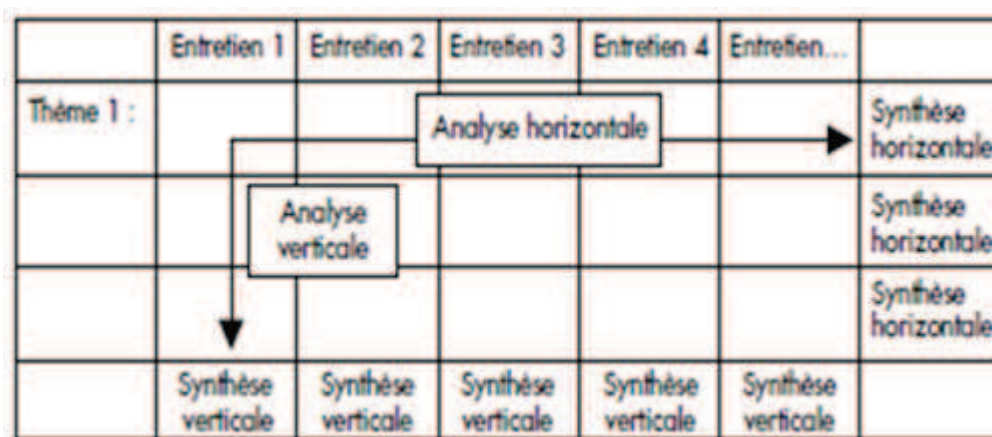 Entretien 1 Entretien 2 Entretien 3 Entretien 4 Entretien...
Thème 1 :
Analyse horizontale
Synthèse
horizontale
Analyse
verticale
Synthèse
horizontale
Synthèse
horizontale
Synthèse
verticale
Synthèse
verticale
Synthèse
verticale
Synthèse
verticale
Synthèse
verticale